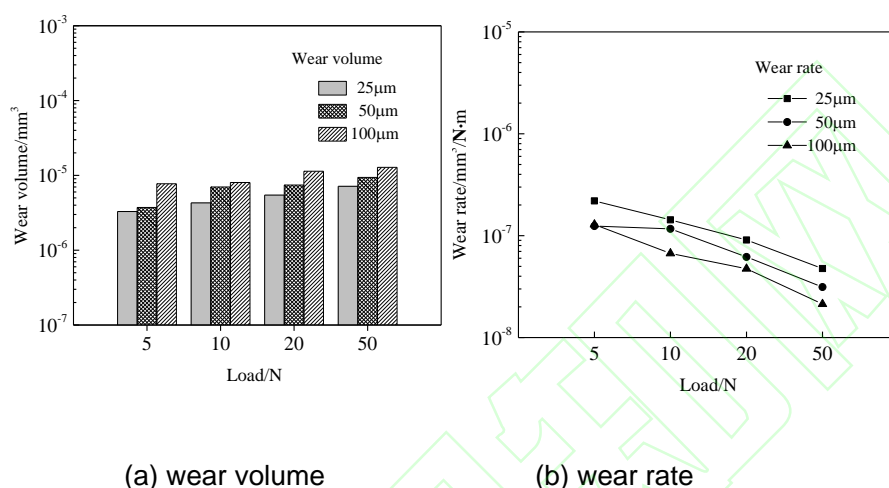 10⁻³
10⁻⁴
10⁻⁵
10⁻⁶
10⁻⁷
Wear volume/mm³
Wear volume
25μm
50μm
100μm
5 10 20 50
Load/N
(a) wear volume
10⁻⁵
10⁻⁶
10⁻⁷
10⁻⁸
Wear rate/mm³/N·m
Wear rate
25μm
50μm
100μm
5 10 20 50
Load/N
(b) wear rate